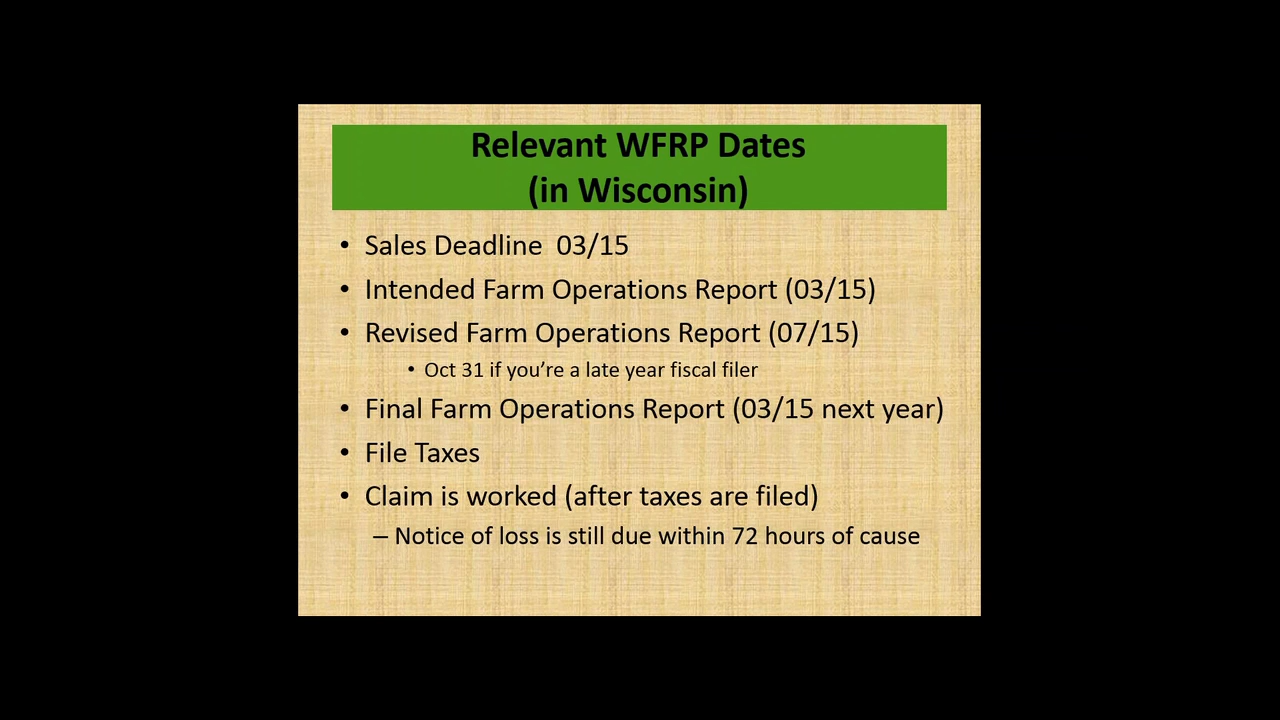 Relevant WFRP Dates
(in Wisconsin)
• Sales Deadline  03/15
• Intended Farm Operations Report (03/15)
• Revised Farm Operations Report (07/15)
• Oct 31 if you’re a late year fiscal filer
• Final Farm Operations Report (03/15 next year)
• File Taxes
• Claim is worked (after taxes are filed)
– Notice of loss is still due within 72 hours of cause